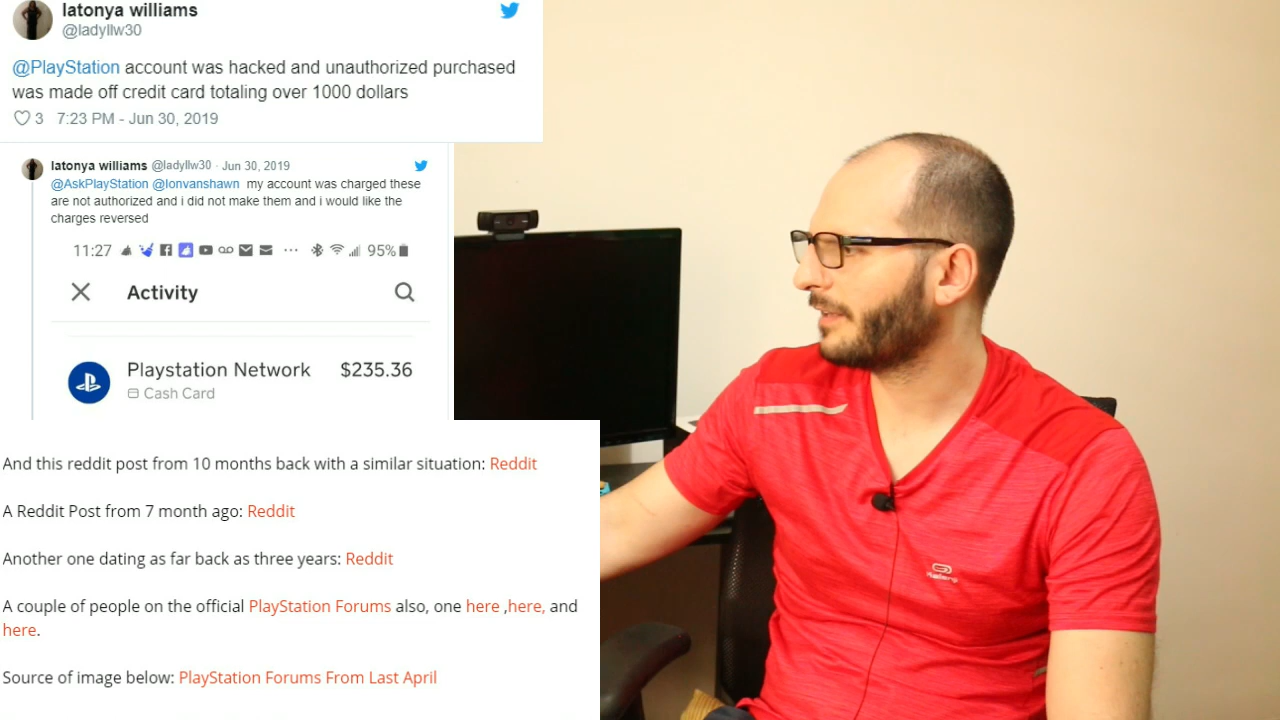 latonya williams
@ladyllw30
@PlayStation account was hacked and unauthorized purchased
was made off credit card totaling over 1000 dollars
3 7:23 PM - Jun 30, 2019
latonya williams @ladyllw30 · Jun 30, 2019
@AskPlayStation @lonvanshawn my account was charged these
are not authorized and i did not make them and i would like the
charges reversed
11:27 ··· 95%
Activity
Playstation Network $235.36
Cash Card
And this reddit post from 10 months back with a similar situation: Reddit
A Reddit Post from 7 month ago: Reddit
Another one dating as far back as three years: Reddit
A couple of people on the official PlayStation Forums also, one here ,here, and
here.
Source of image below: PlayStation Forums From Last April